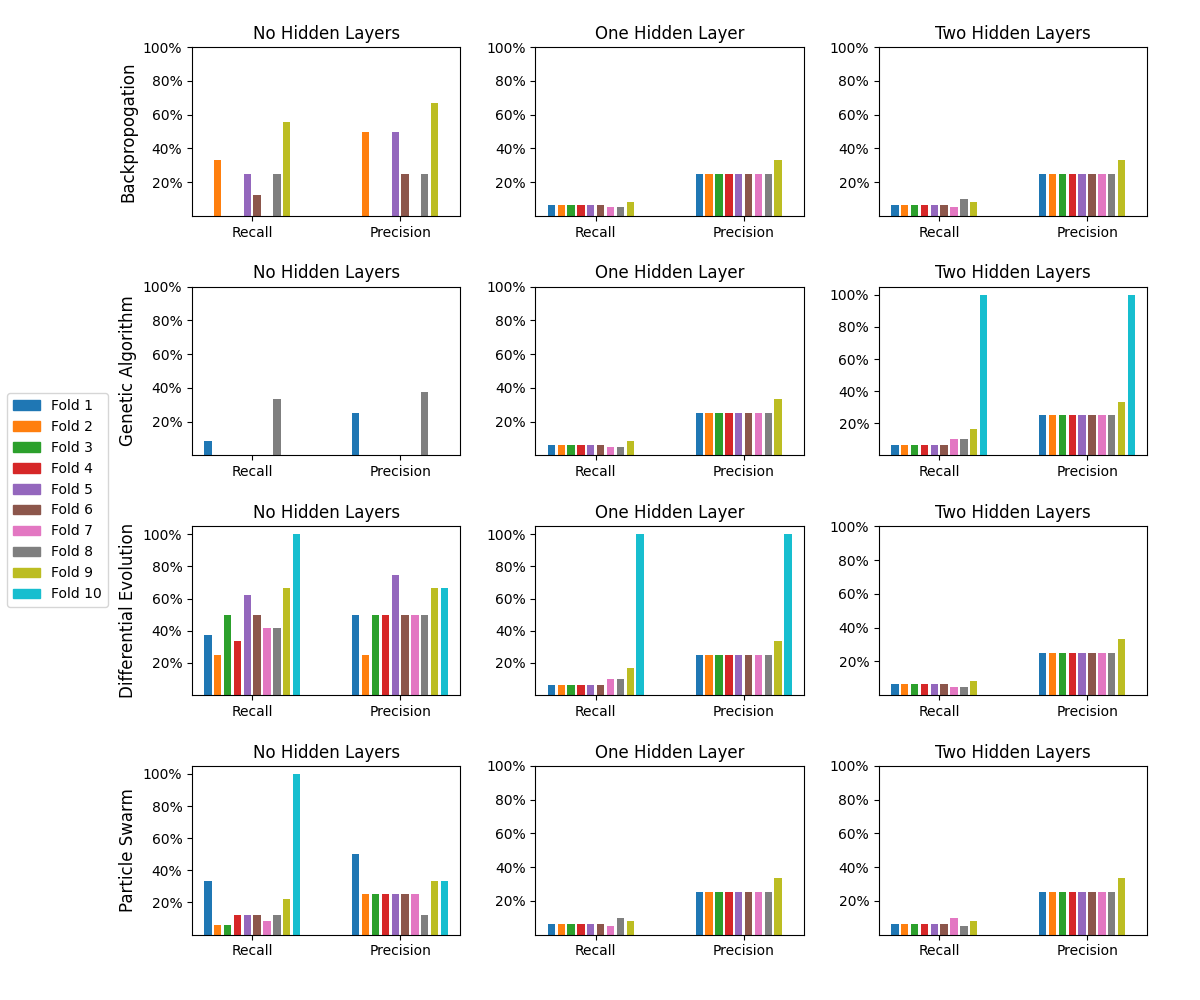 No Hidden Layers
One Hidden Layer
Two Hidden Layers
Backpropogation
100%
80%
60%
40%
20%
Recall
Precision
100%
80%
60%
40%
20%
Recall
Precision
100%
80%
60%
40%
20%
Recall
Precision
No Hidden Layers
One Hidden Layer
Two Hidden Layers
Genetic Algorithm
100%
80%
60%
40%
20%
Recall
Precision
100%
80%
60%
40%
20%
Recall
Precision
100%
80%
60%
40%
20%
Recall
Precision
Fold 1
Fold 2
Fold 3
Fold 4
Fold 5
Fold 6
Fold 7
Fold 8
Fold 9
Fold 10
No Hidden Layers
One Hidden Layer
Two Hidden Layers
Differential Evolution
100%
80%
60%
40%
20%
Recall
Precision
100%
80%
60%
40%
20%
Recall
Precision
100%
80%
60%
40%
20%
Recall
Precision
No Hidden Layers
One Hidden Layer
Two Hidden Layers
Particle Swarm
100%
80%
60%
40%
20%
Recall
Precision
100%
80%
60%
40%
20%
Recall
Precision
100%
80%
60%
40%
20%
Recall
Precision